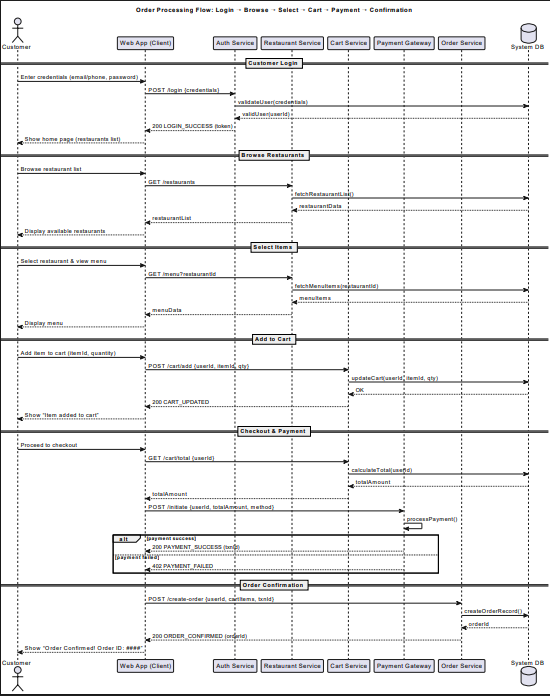 Order Processing Flow: Login → Browse → Select → Cart → Payment → Confirmation
Customer
Web App (Client)
Auth Service
Restaurant Service
Cart Service
Payment Gateway
Order Service
System DB
Customer Login
Enter credentials (email/phone, password)
POST /login {credentials}
validateUser(credentials)
validUser(userId)
200 LOGIN_SUCCESS (token)
Show home page (restaurants list)
Browse Restaurants
Browse restaurant list
GET /restaurants
fetchRestaurantList()
restaurantData
restaurantList
Display available restaurants
Select Items
Select restaurant & view menu
GET /menu?restaurantId
fetchMenuItems(restaurantId)
menuItems
menuData
Display menu
Add to Cart
Add item to cart (itemId, quantity)
POST /cart/add {userId, itemId, qty}
updateCart(userId, itemId, qty)
OK
200 CART_UPDATED
Show "Item added to cart"
Checkout & Payment
Proceed to checkout
GET /cart/total {userId}
calculateTotal(userId)
totalAmount
totalAmount
POST /initiate {userId, totalAmount, method}
processPayment()
alt [payment success]
200 PAYMENT_SUCCESS (txnId)
[payment failed]
402 PAYMENT_FAILED
Order Confirmation
POST /create-order {userId, cartItems, txnId}
createOrderRecord()
orderId
200 ORDER_CONFIRMED (orderId)
Show "Order Confirmed! Order ID: ####"
Customer
Web App (Client)
Auth Service
Restaurant Service
Cart Service
Payment Gateway
Order Service
System DB